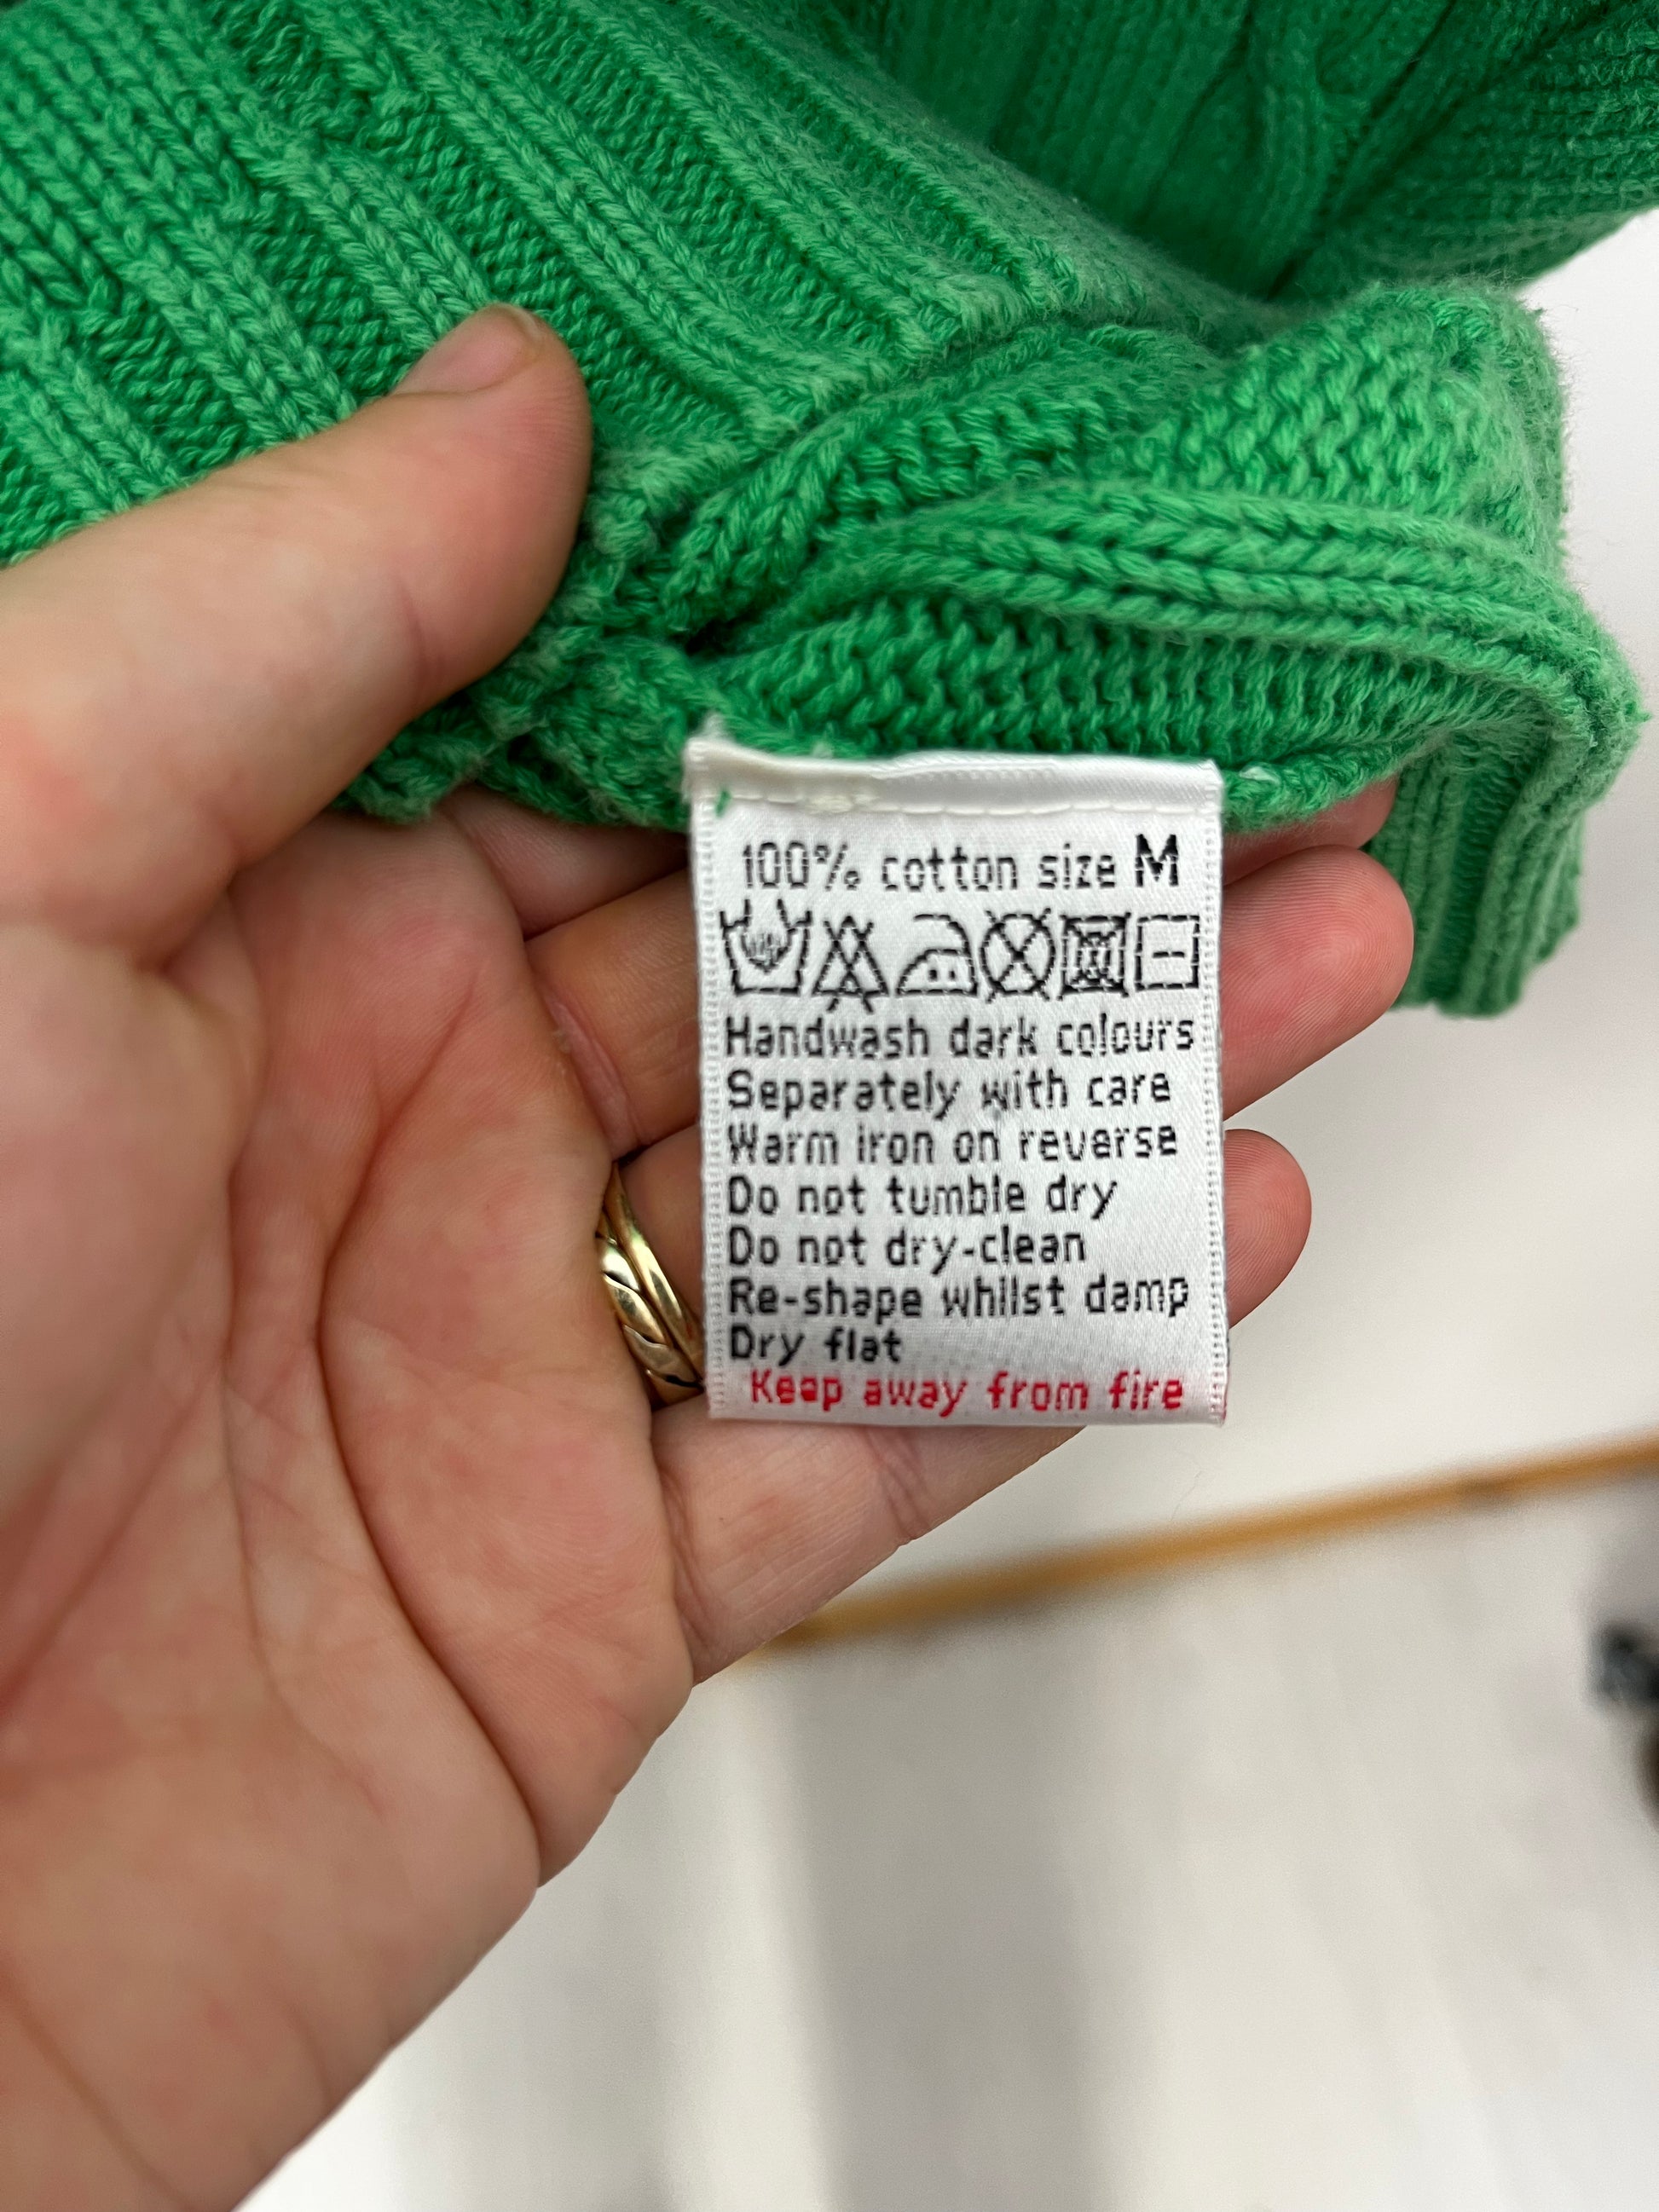 100% cotton size M
Handwash dark colours
Separately with care
Warm iron on reverse
Do not tumble dry
Do not dry-clean
Re-shape whilst damp
Dry flat
Keep away from fire